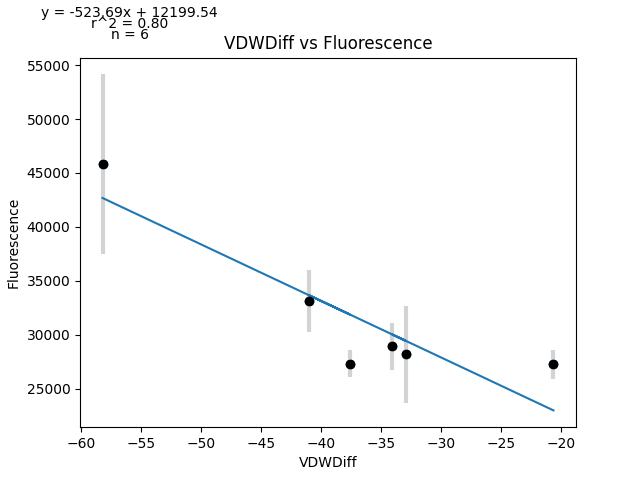 y = -523.69x + 12199.54
r^2 = 0.80
n = 6
VDWDiff vs Fluorescence
55000
50000
45000
40000
35000
30000
25000
Fluorescence
−60
−55
−50
−45
−40
−35
−30
−25
−20
VDWDiff